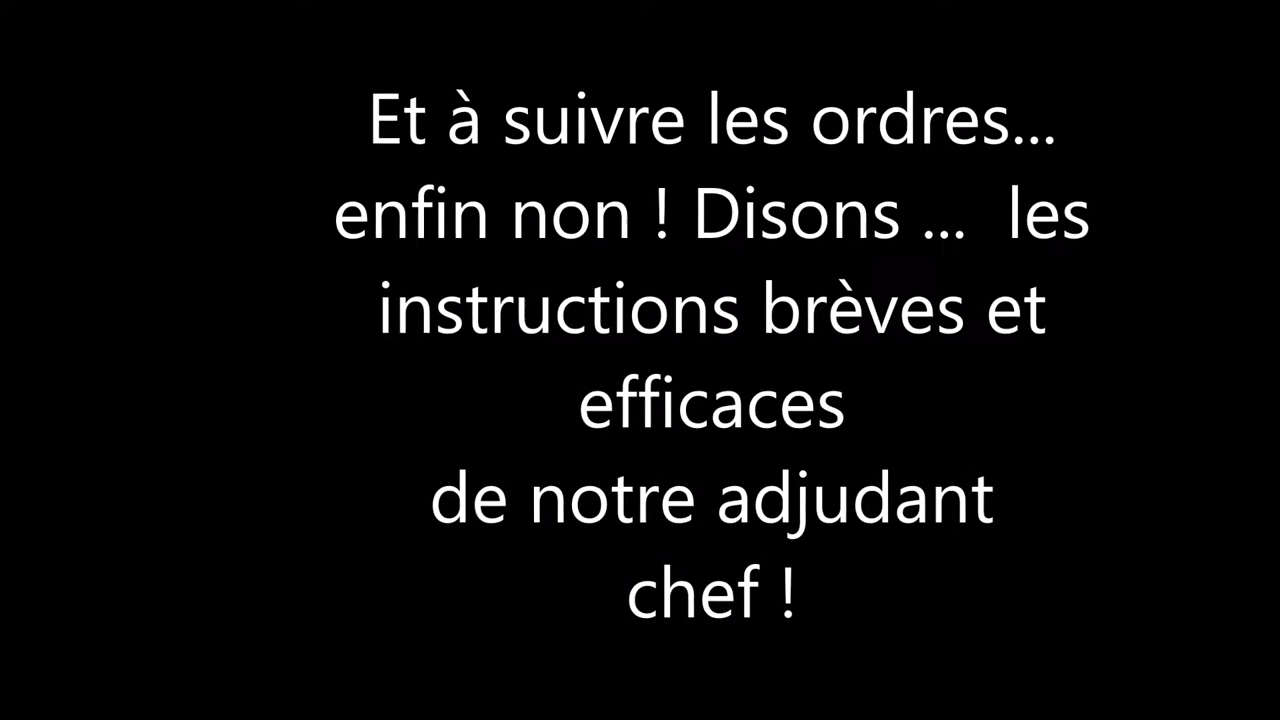 Et à suivre les ordres...
enfin non ! Disons ...  les
instructions brèves et
efficaces
de notre adjudant
chef !